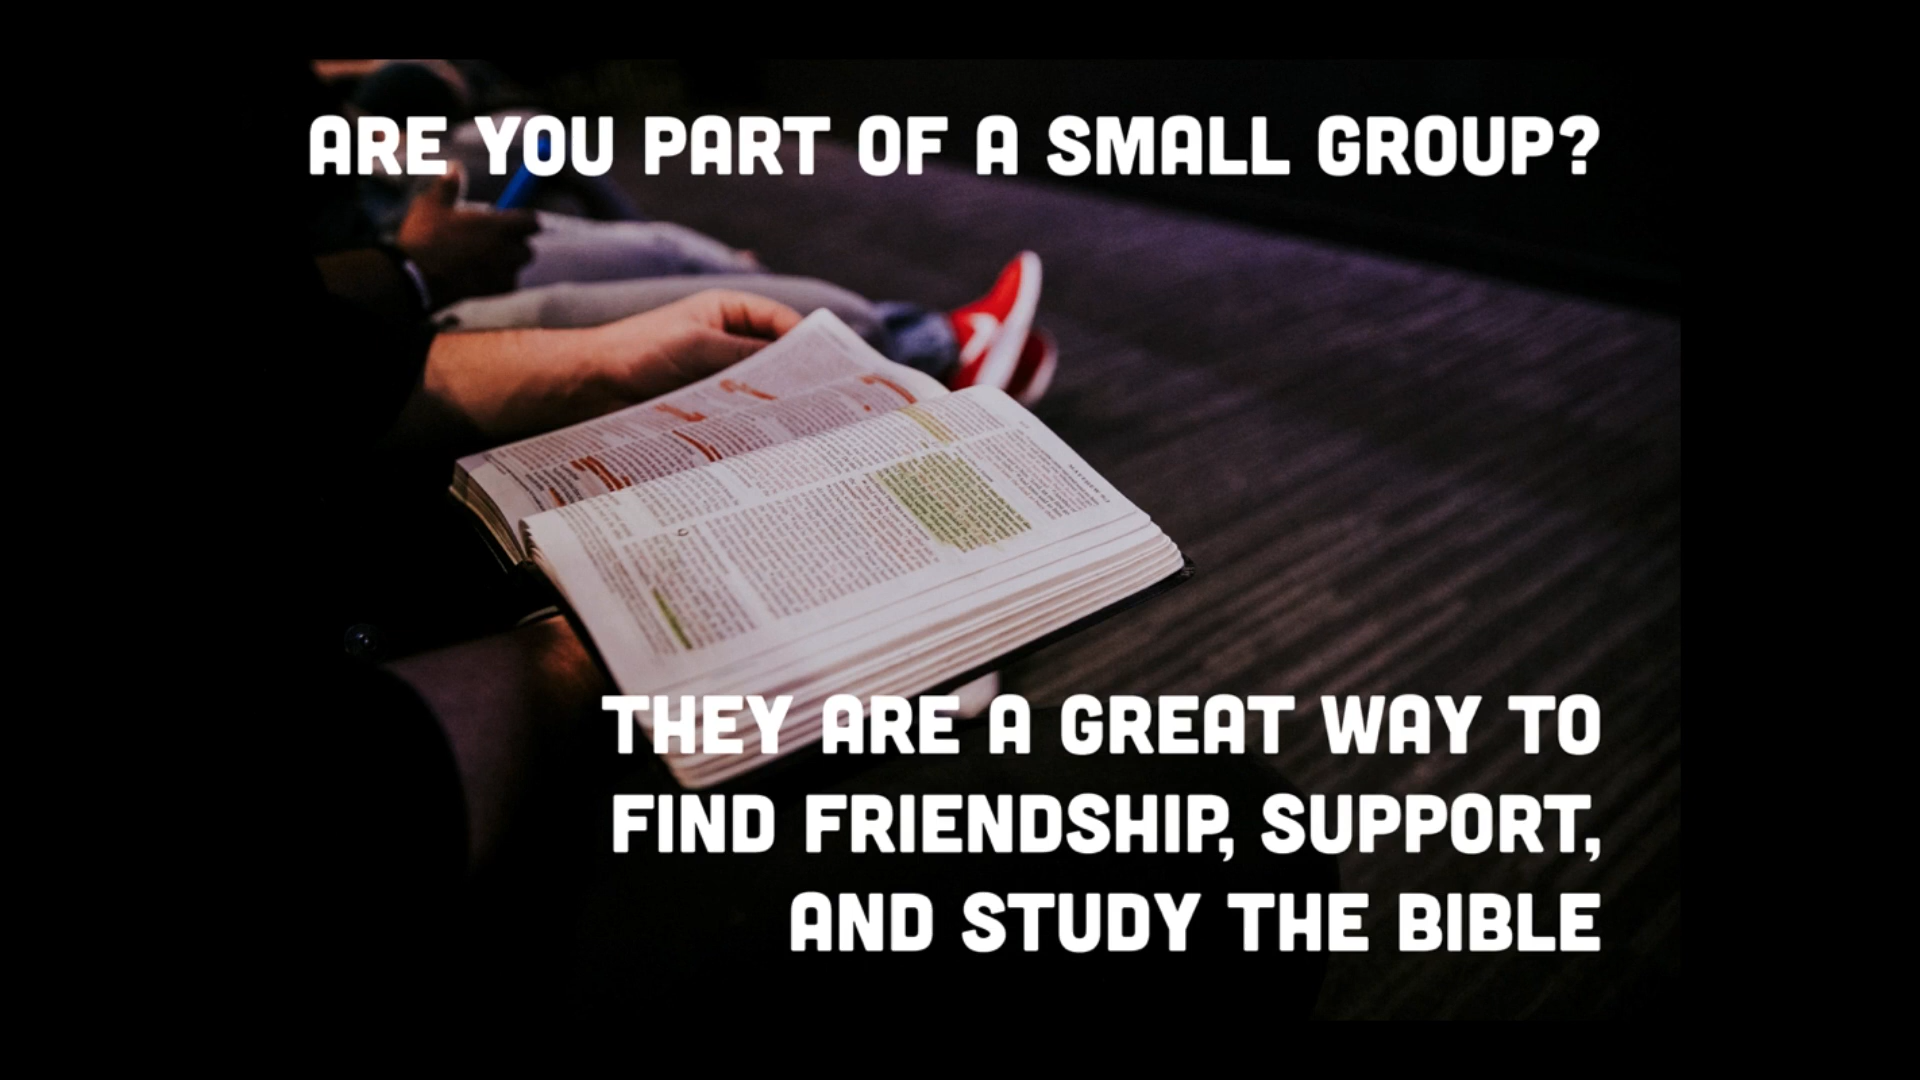 ARE YOU PART OF A SMALL GROUP?
THEY ARE A GREAT WAY TO
FIND FRIENDSHIP, SUPPORT,
AND STUDY THE BIBLE